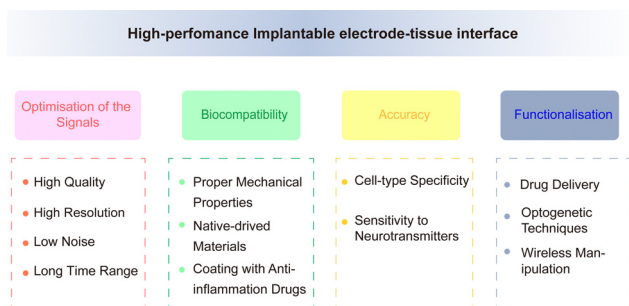 High-perfomance Implantable electrode-tissue interface
Optimisation of the
Signals
High Quality
High Resolution
Low Noise
Long Time Range
Biocompatibility
Proper Mechanical
Properties
Native-drived
Materials
Coating with Anti-
inflammation Drugs
Accuracy
Cell-type Specificity
Sensitivity to
Neurotransmitters
Functionalisation
Drug Delivery
Optogenetic
Techniques
Wireless Man-
ipulation